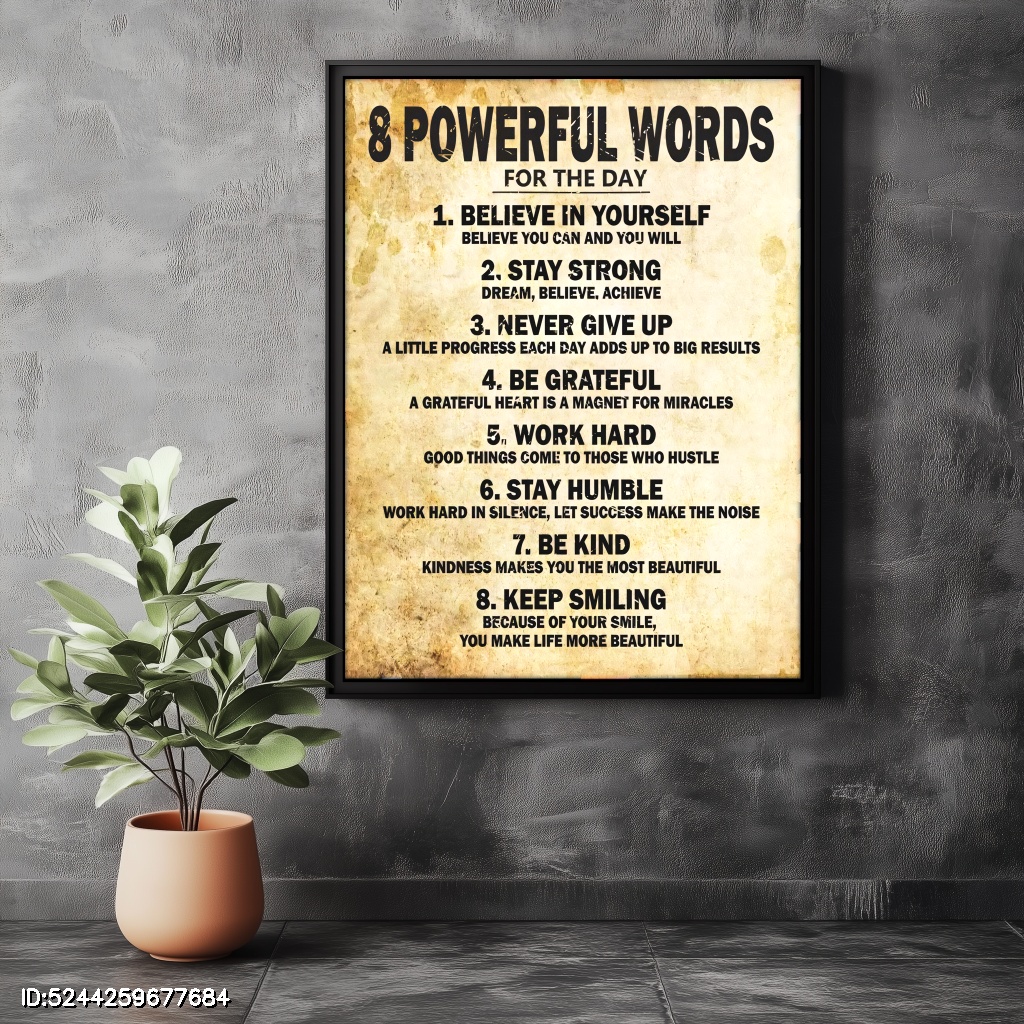 8 POWERFUL WORDS
FOR THE DAY
1. BELIEVE IN YOURSELF
BELIEVE YOU CAN AND YOU WILL
2. STAY STRONG
DREAM, BELIEVE, ACHIEVE
3. NEVER GIVE UP
A LITTLE PROGRESS EACH DAY ADDS UP TO BIG RESULTS
4. BE GRATEFUL
A GRATEFUL HEART IS A MAGNET FOR MIRACLES
5. WORK HARD
GOOD THINGS COME TO THOSE WHO HUSTLE
6. STAY HUMBLE
WORK HARD IN SILENCE, LET SUCCESS MAKE THE NOISE
7. BE KIND
KINDNESS MAKES YOU THE MOST BEAUTIFUL
8. KEEP SMILING
BECAUSE OF YOUR SMILE,
YOU MAKE LIFE MORE BEAUTIFUL
ID:5244259677684